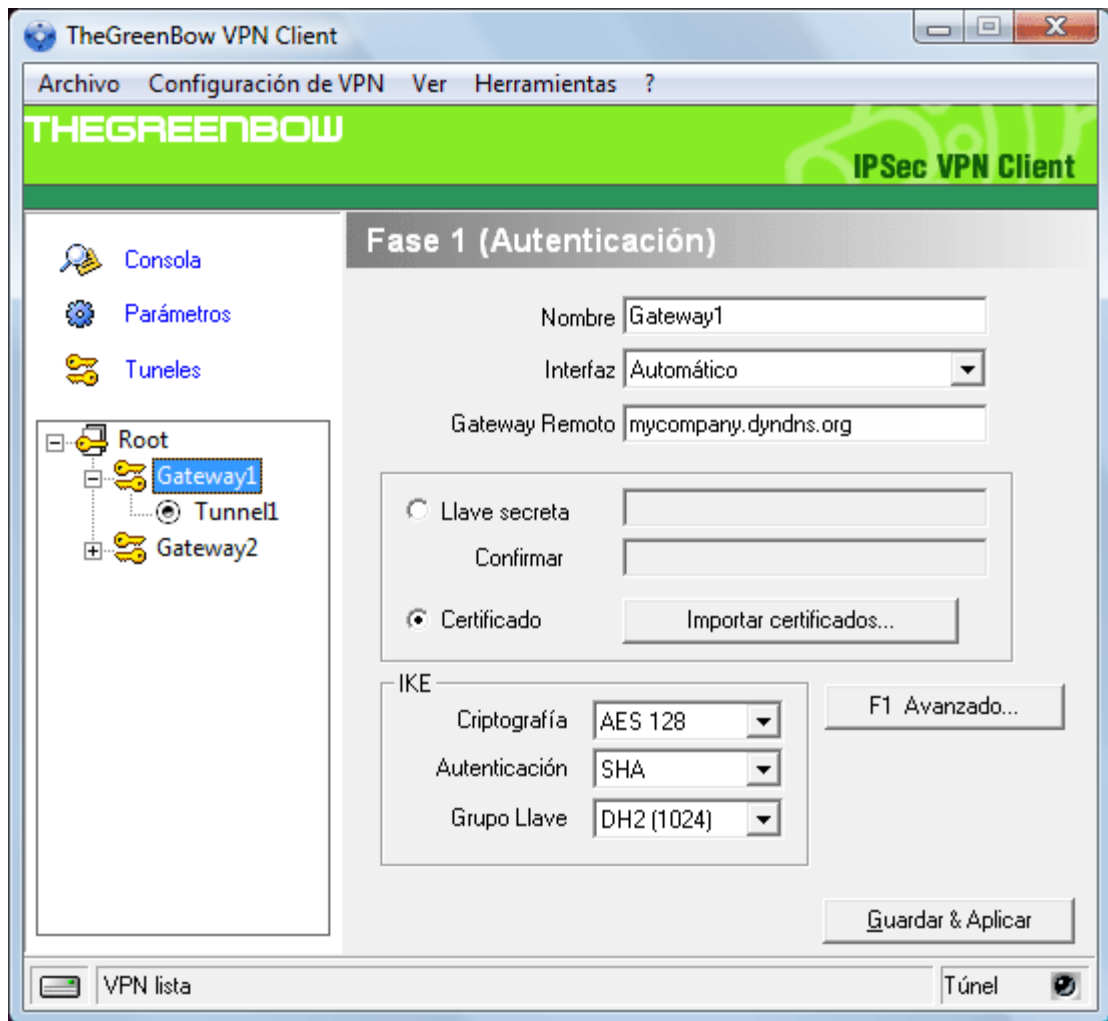 TheGreenBow VPN Client
Archivo Configuración de VPN Ver Herramientas ?
THEGREENBOW
IPSec VPN Client
Consola
Parámetros
Tuneles
Root
Gateway1
Tunnel1
Gateway2
Fase 1 (Autenticación)
Nombre Gateway1
Interfaz Automático
Gateway Remoto mycompany.dyndns.org
Llave secreta
Confirmar
Certificado Importar certificados...
IKE
Criptografía AES 128
Autenticación SHA
Grupo Llave DH2 (1024)
F1 Avanzado...
Guardar & Aplicar
VPN lista Túnel